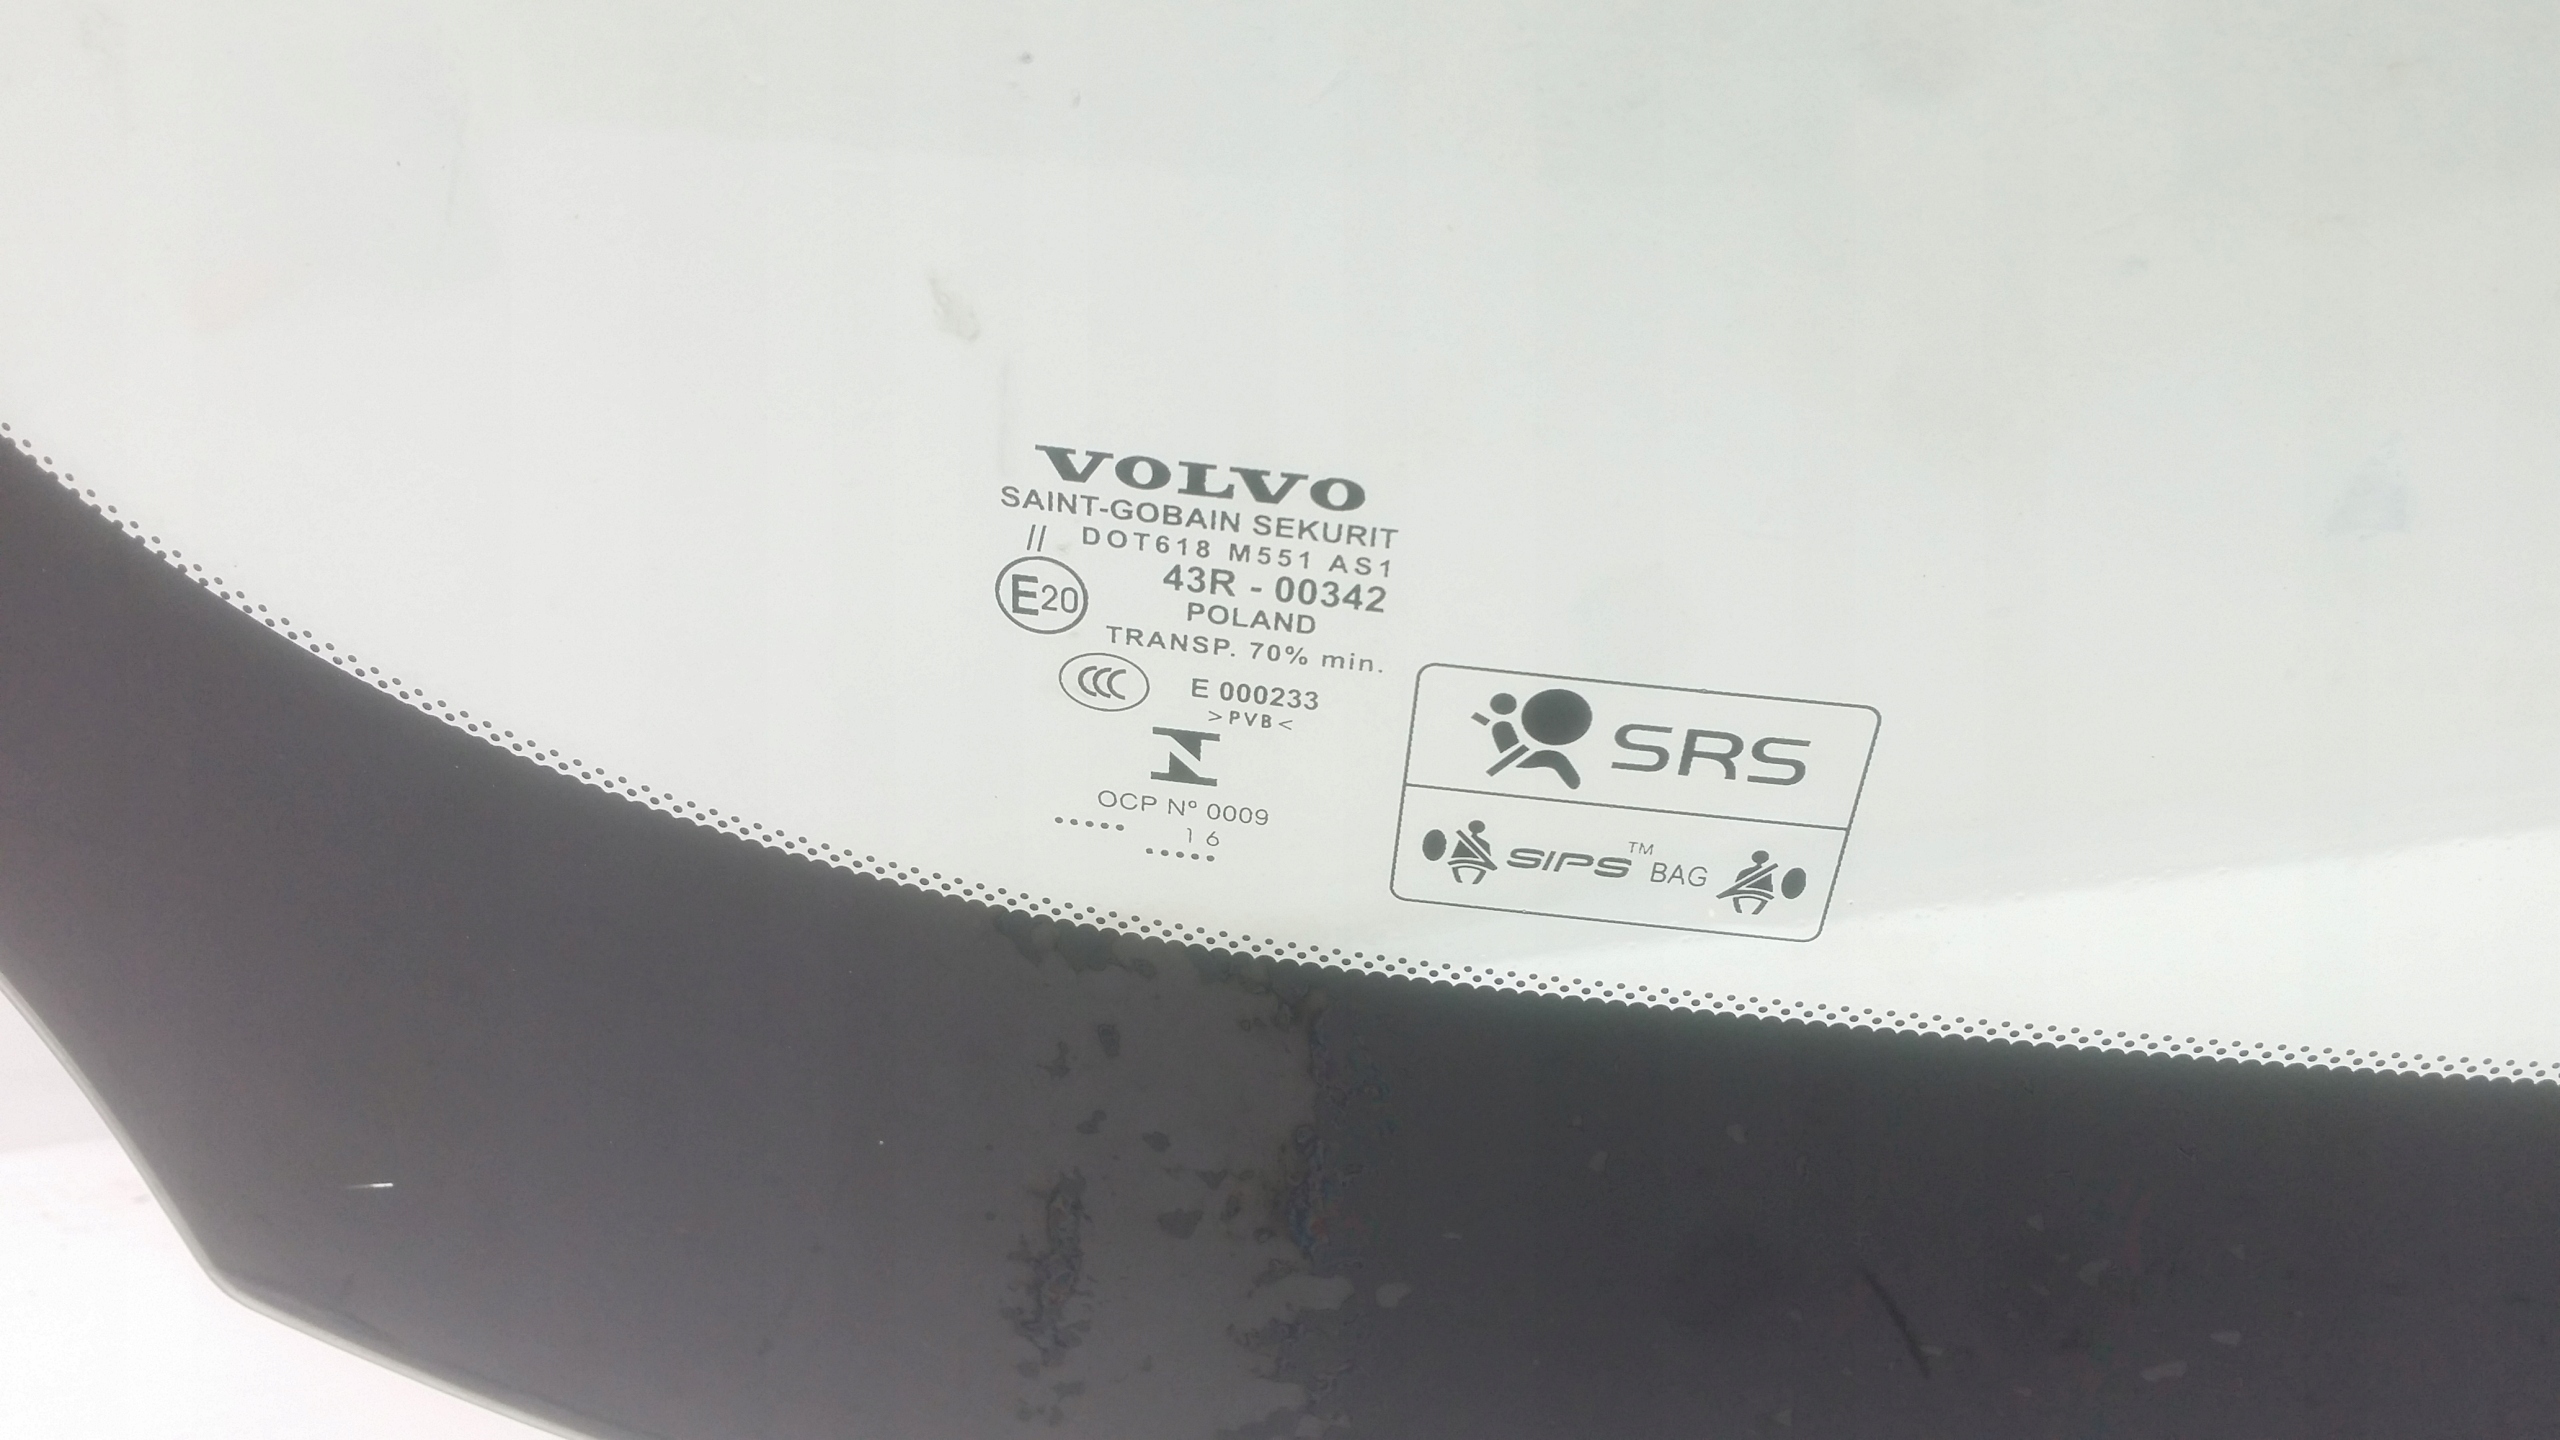 VOLVO
SAINT-GOBAIN SEKURIT
// DOT618 M551 AS1
E20 43R - 00342
POLAND
TRANSP. 70% min.
CCC E 000233
>PVB<
N
OCP Nº 0009
.....
16
.....
SRS
SIPS™ BAG